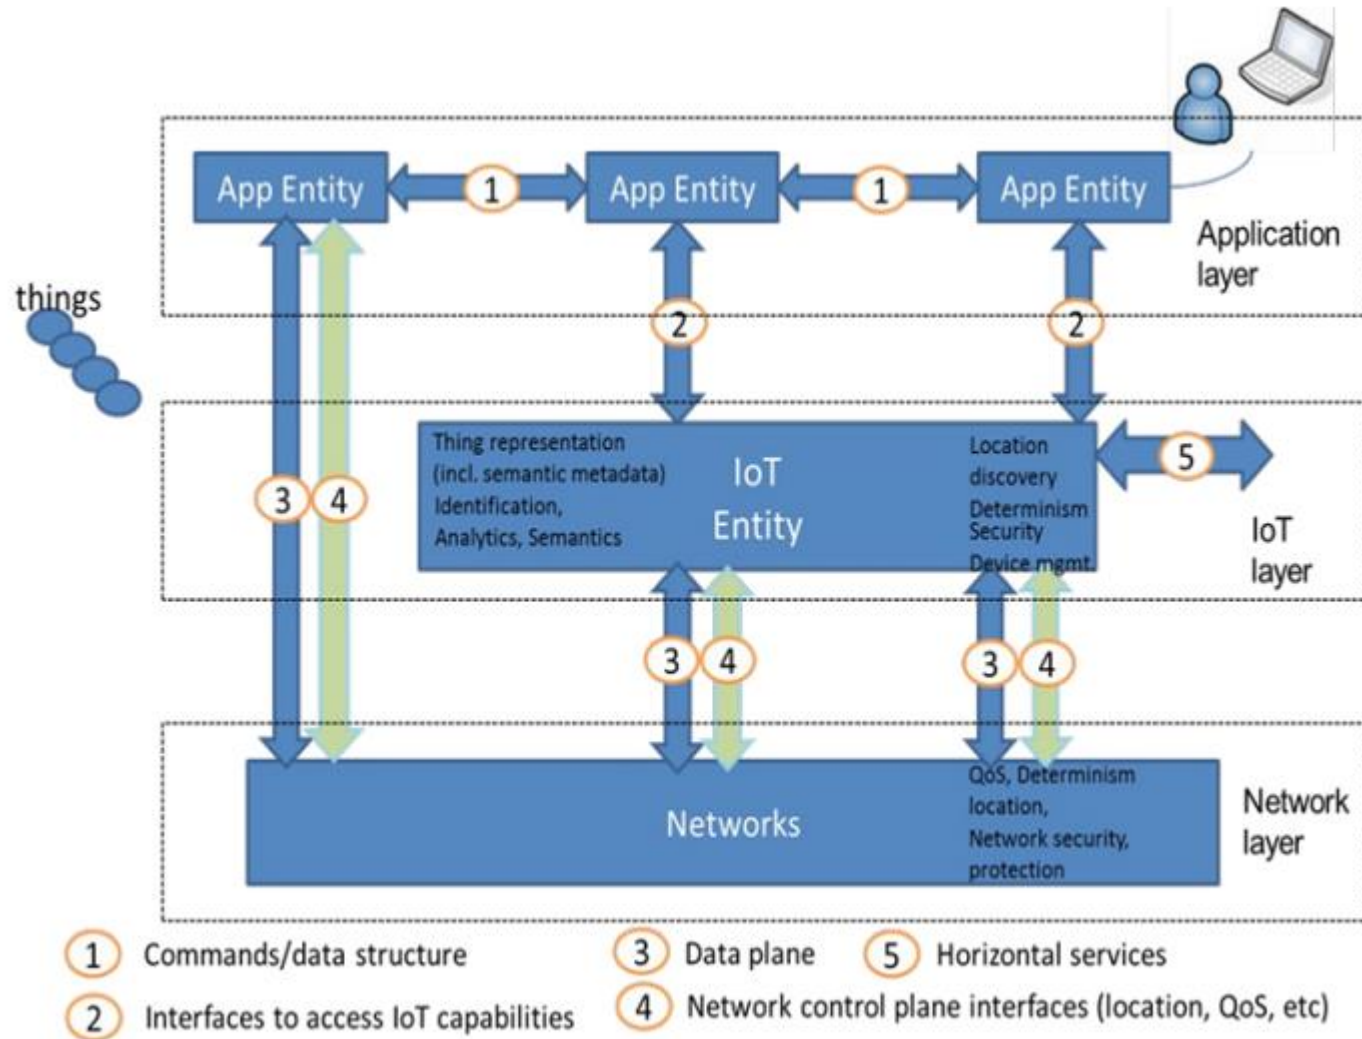 App Entity
1
App Entity
1
App Entity
Application
layer
things
2
2
Thing representation
(incl. semantic metadata)
Identification,
Analytics, Semantics
IoT
Entity
Location
discovery
Determinism
Security
Device mgmt.
5
IoT
layer
3
4
3
4
3
4
Networks
QoS, Determinism
location,
Network security,
protection
Network
layer
1 Commands/data structure
3 Data plane
5 Horizontal services
2 Interfaces to access IoT capabilities
4 Network control plane interfaces (location, QoS, etc)